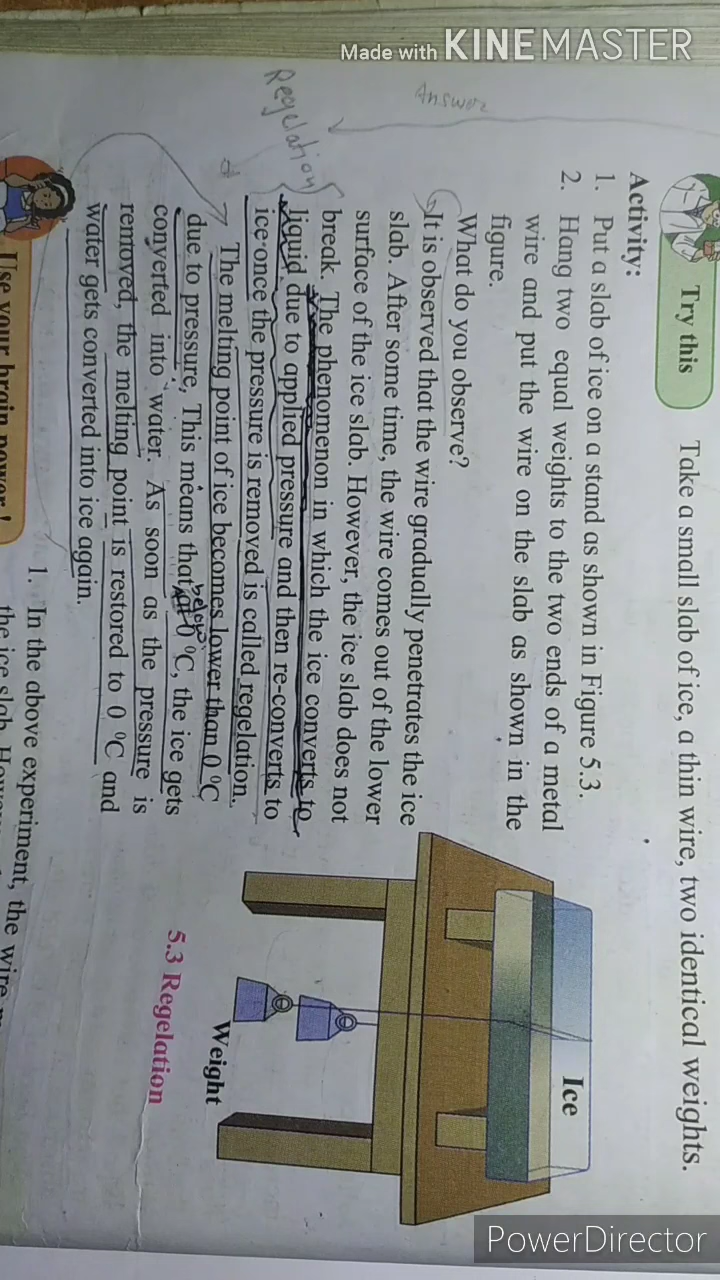 Made with KINEMASTER
Answer
Try this
Take a small slab of ice, a thin wire, two identical weights.
Activity:
1. Put a slab of ice on a stand as shown in Figure 5.3.
2. Hang two equal weights to the two ends of a metal
wire and put the wire on the slab as shown in the
figure.
What do you observe?
It is observed that the wire gradually penetrates the ice
slab. After some time, the wire comes out of the lower
surface of the ice slab. However, the ice slab does not
break. The phenomenon in which the ice converts to
liquid due to applied pressure and then re-converts to
ice once the pressure is removed is called regelation.
Regelation
The melting point of ice becomes lower than 0 °C
due to pressure, This means that at 0 °C, the ice gets
below
converted into water. As soon as the pressure is
removed, the melting point is restored to 0 °C and
water gets converted into ice again.
Ice
Weight
5.3 Regelation
Use your brain power !
1. In the above experiment, the wire
the ice slab. However
PowerDirector